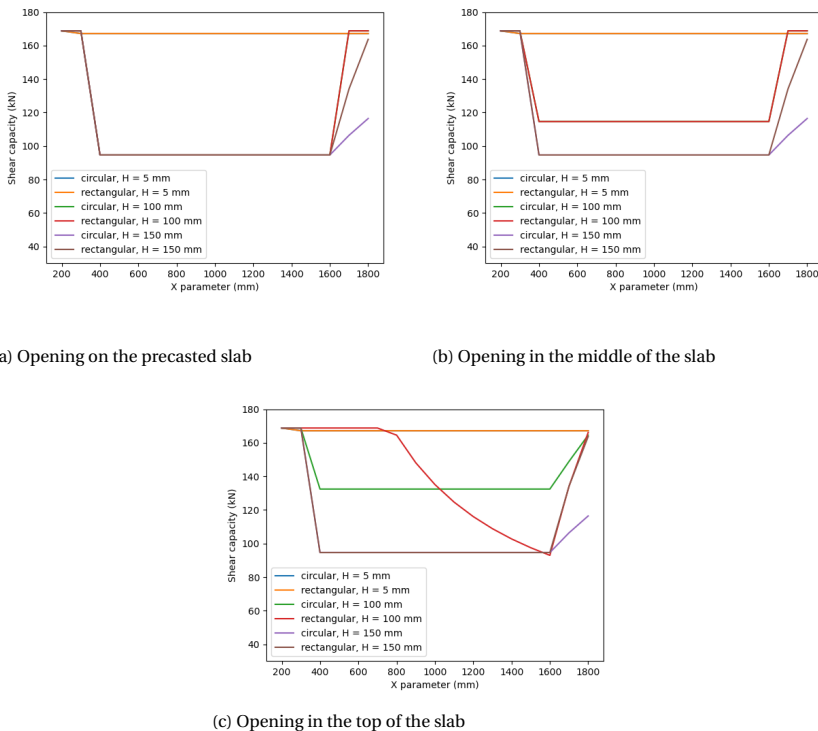 180
160
140
120
100
80
60
40
Shear capacity (kN)
circular, H = 5 mm
rectangular, H = 5 mm
circular, H = 100 mm
rectangular, H = 100 mm
circular, H = 150 mm
rectangular, H = 150 mm
200 400 600 800 1000 1200 1400 1600 1800
X parameter (mm)
a) Opening on the precasted slab
180
160
140
120
100
80
60
40
Shear capacity (kN)
circular, H = 5 mm
rectangular, H = 5 mm
circular, H = 100 mm
rectangular, H = 100 mm
circular, H = 150 mm
rectangular, H = 150 mm
200 400 600 800 1000 1200 1400 1600 1800
X parameter (mm)
(b) Opening in the middle of the slab
180
160
140
120
100
80
60
40
Shear capacity (kN)
circular, H = 5 mm
rectangular, H = 5 mm
circular, H = 100 mm
rectangular, H = 100 mm
circular, H = 150 mm
rectangular, H = 150 mm
200 400 600 800 1000 1200 1400 1600 1800
X parameter (mm)
(c) Opening in the top of the slab